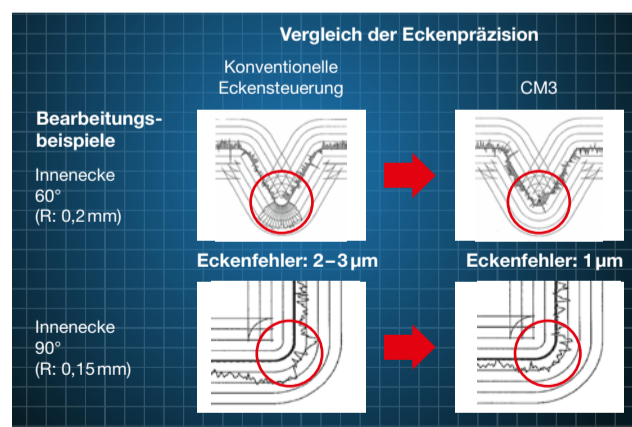 Vergleich der Eckenpräzision
Konventionelle
Eckensteuerung
CM3
Bearbeitungs-
beispiele
Innenecke
60°
(R: 0,2 mm)
Eckenfehler: 2–3 µm
Eckenfehler: 1 µm
Innenecke
90°
(R: 0,15 mm)